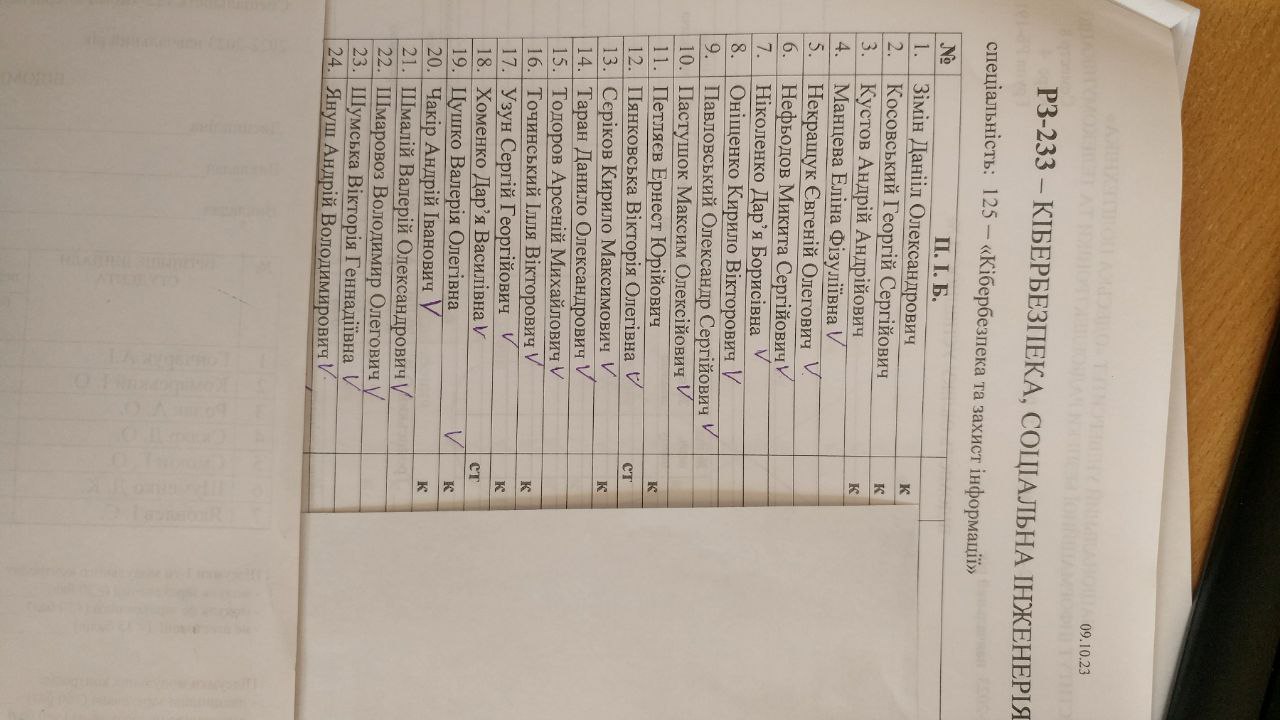 09.10.23
РЗ-233 – КІБЕРБЕЗПЕКА, СОЦІАЛЬНА ІНЖЕНЕРІЯ
спеціальність: 125 – «Кібербезпека та захист інформації»
№ П. І. Б.
1. Зімін Данііл Олександрович к
2. Косовський Георгій Сергійович к
3. Кустов Андрій Андрійович к
4. Манцева Еліна Фізуліївна ✓
5. Некращук Євгеній Олегович ✓
6. Нефьодов Микита Сергійович ✓
7. Ніколенко Дар’я Борисівна ✓
8. Оніщенко Кирило Вікторович ✓
9. Павловський Олександр Сергійович ✓
10. Пастушок Максим Олексійович ✓
11. Петляєв Ернест Юрійович к
12. Пянковська Вікторія Олегівна ✓ ст
13. Сєріков Кирило Максимович ✓ к
14. Таран Данило Олександрович ✓
15. Тодоров Арсеній Михайлович ✓
16. Точинський Ілля Вікторович ✓ к
17. Узун Сергій Георгійович ✓ к
18. Хоменко Дар’я Василівна ✓ ст
19. Цушко Валерія Олегівна ✓ к
20. Чакір Андрій Іванович ✓ к
21. Шмалій Валерій Олександрович ✓
22. Шмаровоз Володимир Олегович ✓
23. Шумська Вікторія Геннадіївна ✓
24. Януш Андрій Володимирович ✓